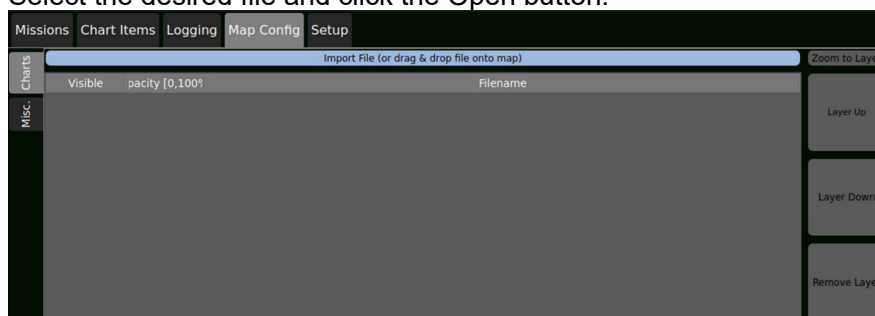 Select the desired file and click the Open button.
Missions Chart Items Logging Map Config Setup
Charts
Import File (or drag & drop file onto map)
Zoom to Laye
Visible pacity [0,100% Filename
Misc.
Layer Up
Layer Down
Remove Laye